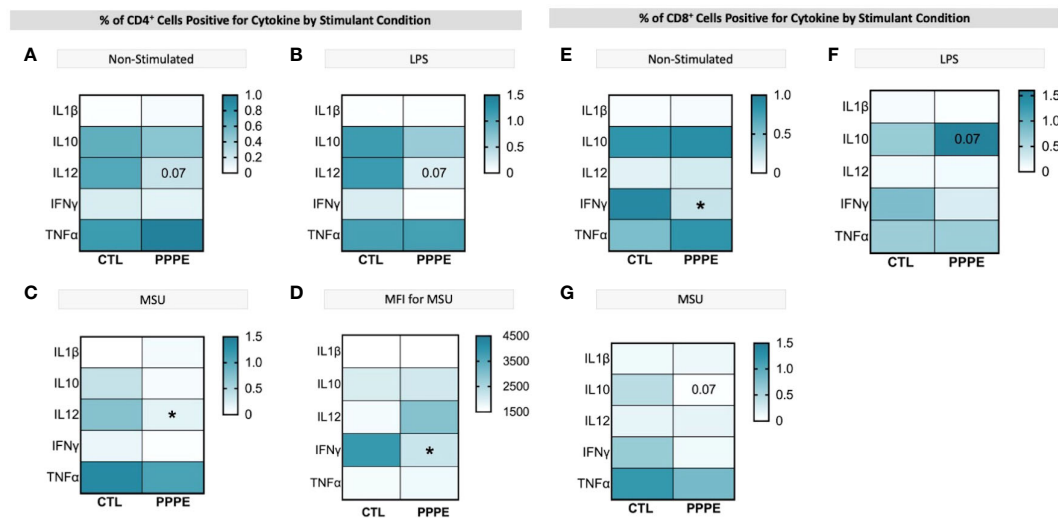 % of CD4⁺ Cells Positive for Cytokine by Stimulant Condition
% of CD8⁺ Cells Positive for Cytokine by Stimulant Condition
A
Non-Stimulated
IL1β
IL10
IL12
IFNγ
TNFα
0.07
CTL
PPPE
1.0
0.8
0.6
0.4
0.2
0
B
LPS
IL1β
IL10
IL12
IFNγ
TNFα
0.07
CTL
PPPE
1.5
1.0
0.5
0
E
Non-Stimulated
IL1β
IL10
IL12
IFNγ
TNFα
*
CTL
PPPE
1.0
0.5
0
F
LPS
IL1β
IL10
IL12
IFNγ
TNFα
0.07
CTL
PPPE
1.5
1.0
0.5
0
C
MSU
IL1β
IL10
IL12
IFNγ
TNFα
*
CTL
PPPE
1.5
1.0
0.5
0
D
MFI for MSU
IL1β
IL10
IL12
IFNγ
TNFα
*
CTL
PPPE
4500
3500
2500
1500
G
MSU
IL1β
IL10
IL12
IFNγ
TNFα
0.07
CTL
PPPE
1.5
1.0
0.5
0